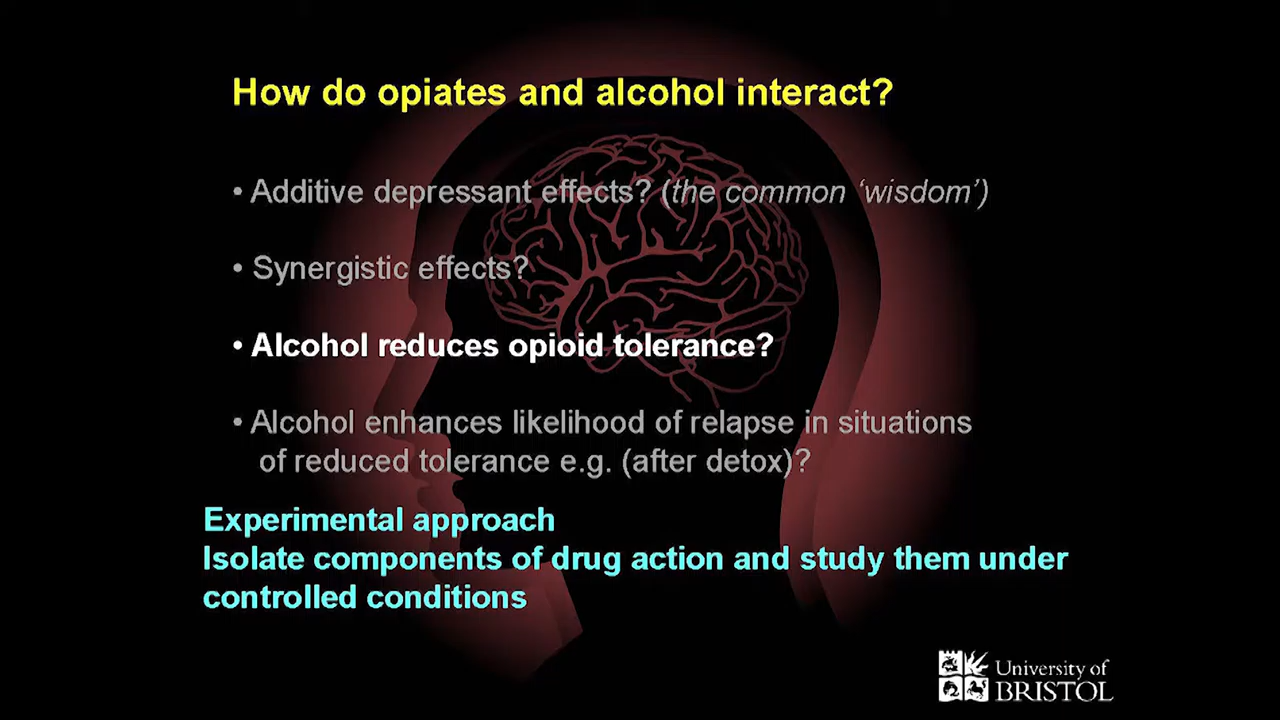 How do opiates and alcohol interact?
• Additive depressant effects? (the common ‘wisdom’)
• Synergistic effects?
• Alcohol reduces opioid tolerance?
• Alcohol enhances likelihood of relapse in situations
of reduced tolerance e.g. (after detox)?
Experimental approach
Isolate components of drug action and study them under
controlled conditions
University of
BRISTOL